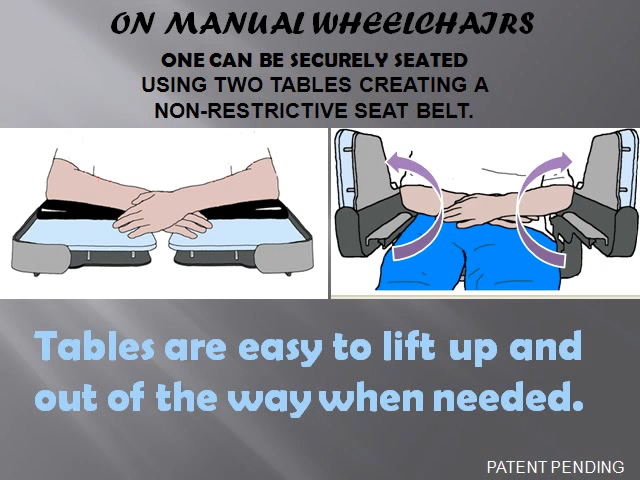 ON MANUAL WHEELCHAIRS
ONE CAN BE SECURELY SEATED
USING TWO TABLES CREATING A
NON-RESTRICTIVE SEAT BELT.
Tables are easy to lift up and
out of the way when needed.
PATENT PENDING